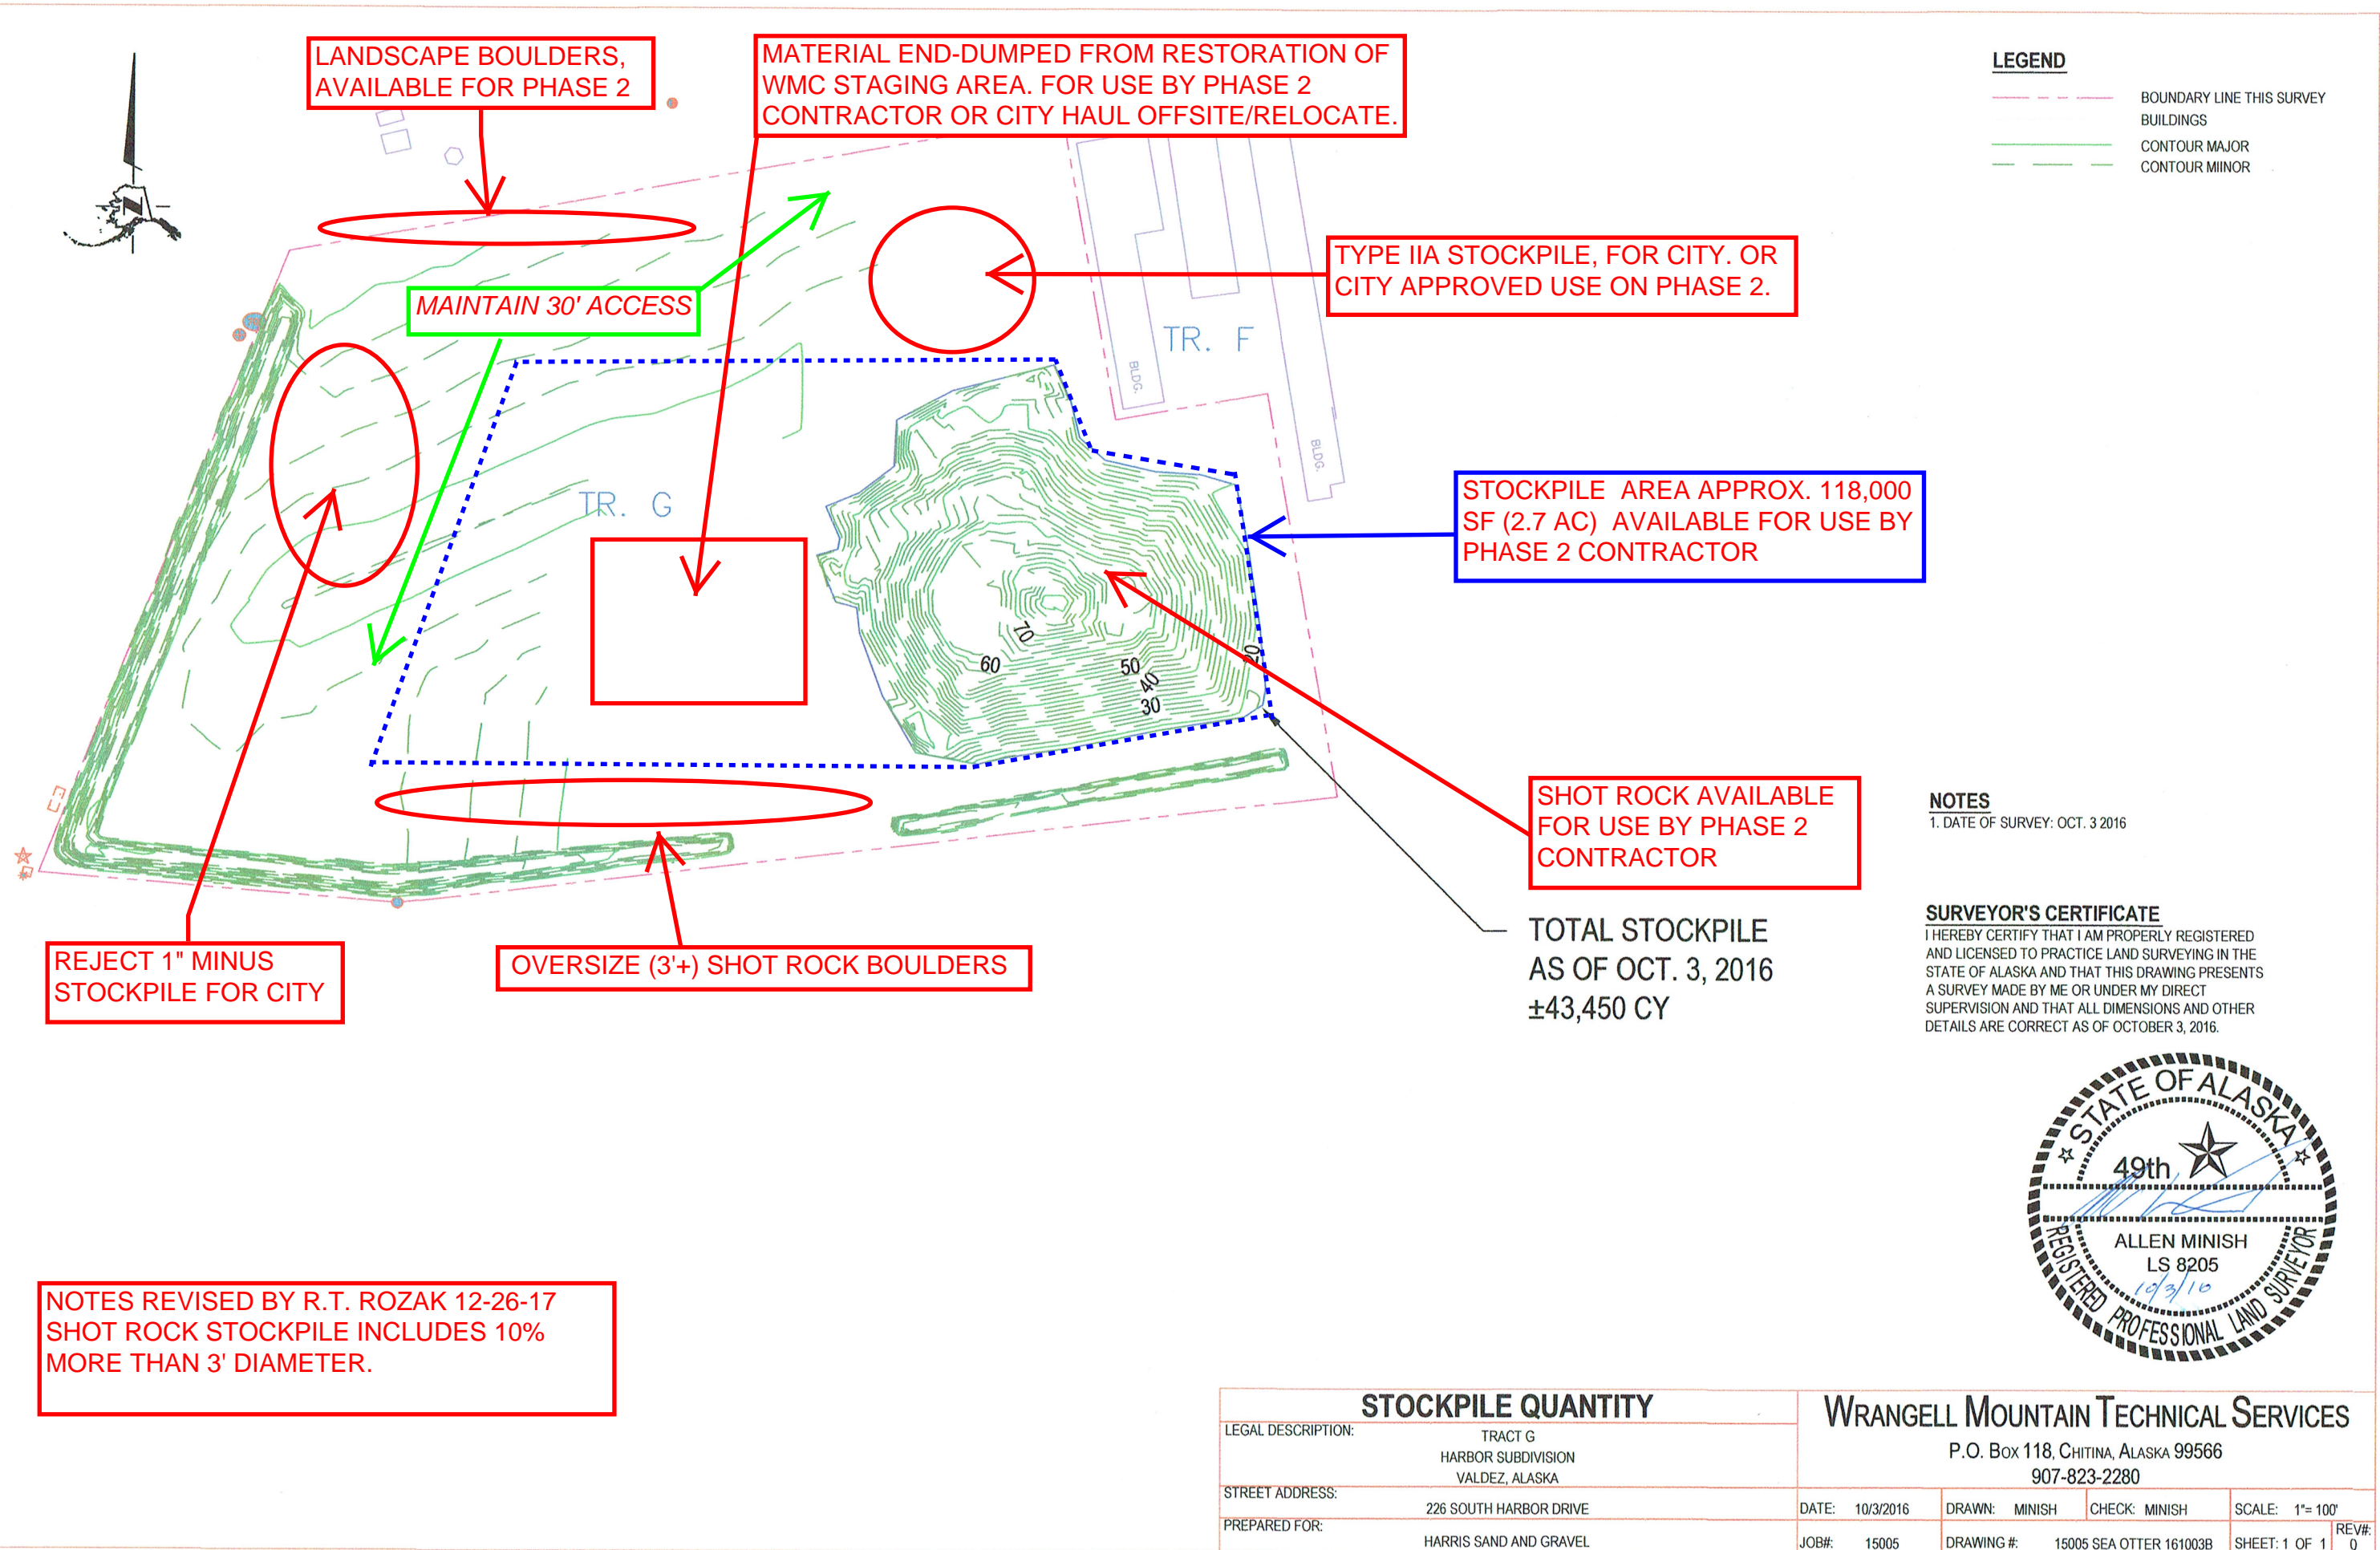 LANDSCAPE BOULDERS,
AVAILABLE FOR PHASE 2
MATERIAL END-DUMPED FROM RESTORATION OF
WMC STAGING AREA. FOR USE BY PHASE 2
CONTRACTOR OR CITY HAUL OFFSITE/RELOCATE.
LEGEND
BOUNDARY LINE THIS SURVEY
BUILDINGS
CONTOUR MAJOR
CONTOUR MIINOR
N
TYPE IIA STOCKPILE, FOR CITY. OR
CITY APPROVED USE ON PHASE 2.
MAINTAIN 30' ACCESS
TR. F
BLDG.
BLDG.
TR. G
STOCKPILE AREA APPROX. 118,000
SF (2.7 AC) AVAILABLE FOR USE BY
PHASE 2 CONTRACTOR
70
60
50
40
30
20
SHOT ROCK AVAILABLE
FOR USE BY PHASE 2
CONTRACTOR
NOTES
1. DATE OF SURVEY: OCT. 3 2016
TOTAL STOCKPILE
AS OF OCT. 3, 2016
±43,450 CY
SURVEYOR'S CERTIFICATE
I HEREBY CERTIFY THAT I AM PROPERLY REGISTERED
AND LICENSED TO PRACTICE LAND SURVEYING IN THE
STATE OF ALASKA AND THAT THIS DRAWING PRESENTS
A SURVEY MADE BY ME OR UNDER MY DIRECT
SUPERVISION AND THAT ALL DIMENSIONS AND OTHER
DETAILS ARE CORRECT AS OF OCTOBER 3, 2016.
REJECT 1" MINUS
STOCKPILE FOR CITY
OVERSIZE (3'+) SHOT ROCK BOULDERS
STATE OF ALASKA
49th
ALLEN MINISH
LS 8205
10/3/16
REGISTERED PROFESSIONAL LAND SURVEYOR
NOTES REVISED BY R.T. ROZAK 12-26-17
SHOT ROCK STOCKPILE INCLUDES 10%
MORE THAN 3' DIAMETER.
STOCKPILE QUANTITY
LEGAL DESCRIPTION:
TRACT G
HARBOR SUBDIVISION
VALDEZ, ALASKA
STREET ADDRESS:
226 SOUTH HARBOR DRIVE
PREPARED FOR:
HARRIS SAND AND GRAVEL
WRANGELL MOUNTAIN TECHNICAL SERVICES
P.O. BOX 118, CHITINA, ALASKA 99566
907-823-2280
DATE: 10/3/2016 DRAWN: MINISH CHECK: MINISH SCALE: 1"= 100'
JOB#: 15005 DRAWING #: 15005 SEA OTTER 161003B SHEET: 1 OF 1 REV#: 0